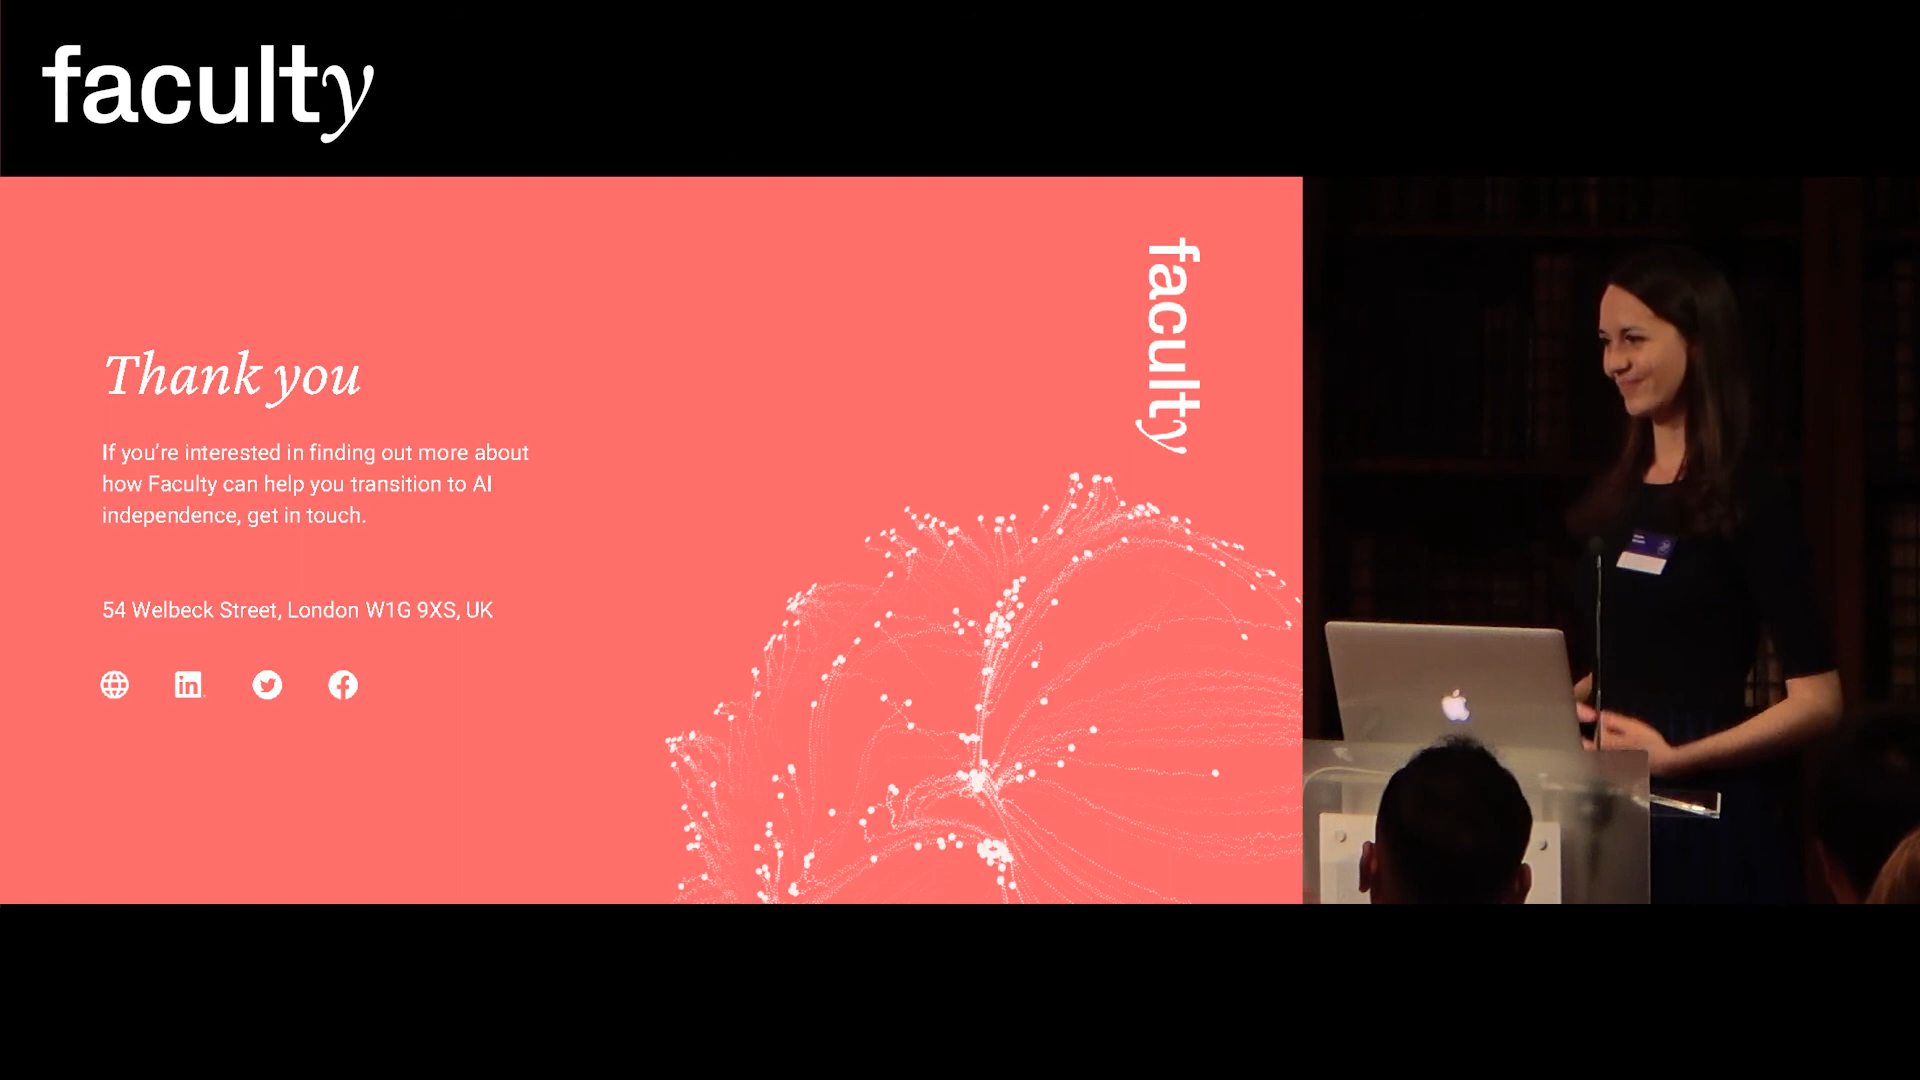 faculty
faculty
Thank you
If you’re interested in finding out more about
how Faculty can help you transition to AI
independence, get in touch.
54 Welbeck Street, London W1G 9XS, UK
in